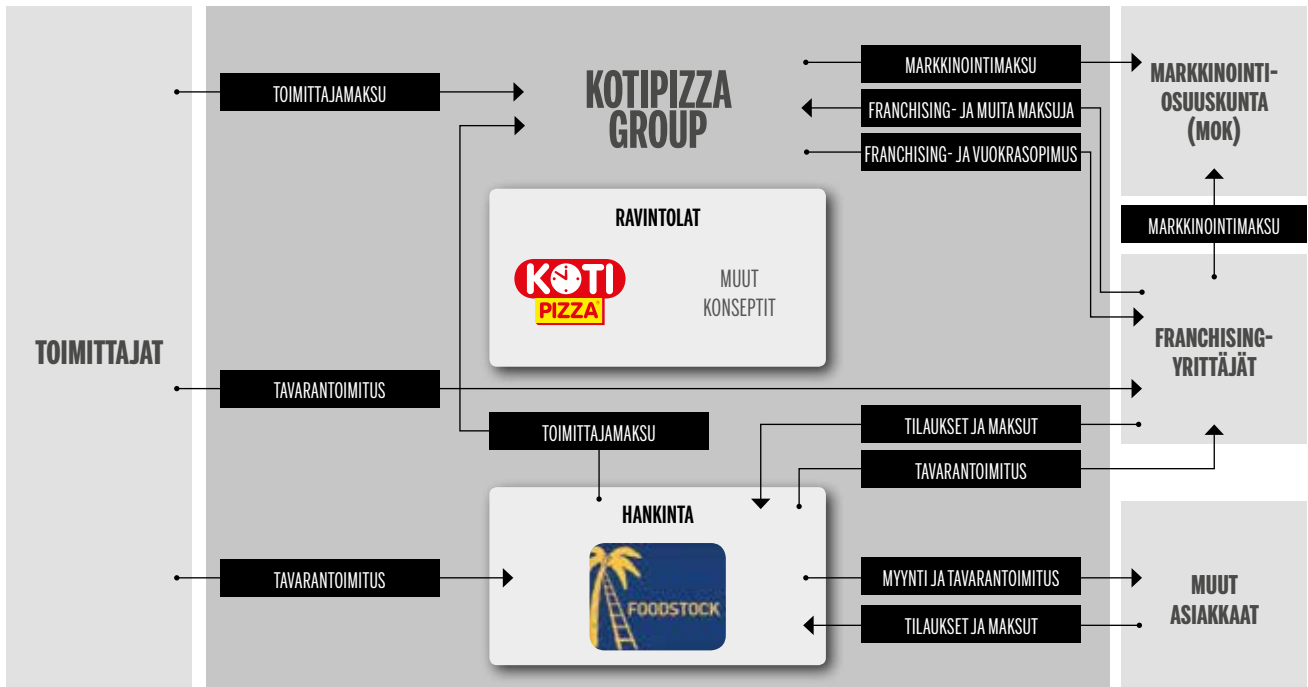 TOIMITTAJAT
TOIMITTAJAMAKSU
KOTIPIZZA
GROUP
MARKKINOINTIMAKSU
FRANCHISING- JA MUITA MAKSUJA
FRANCHISING- JA VUOKRASOPIMUS
MARKKINOINTI-
OSUUSKUNTA
(MOK)
MARKKINOINTIMAKSU
RAVINTOLAT
KOTI
PIZZA
MUUT
KONSEPTIT
FRANCHISING-
YRITTÄJÄT
TAVARANTOIMITUS
TOIMITTAJAMAKSU
TILAUKSET JA MAKSUT
TAVARANTOIMITUS
HANKINTA
FOODSTOCK
TAVARANTOIMITUS
MYYNTI JA TAVARANTOIMITUS
TILAUKSET JA MAKSUT
MUUT
ASIAKKAAT